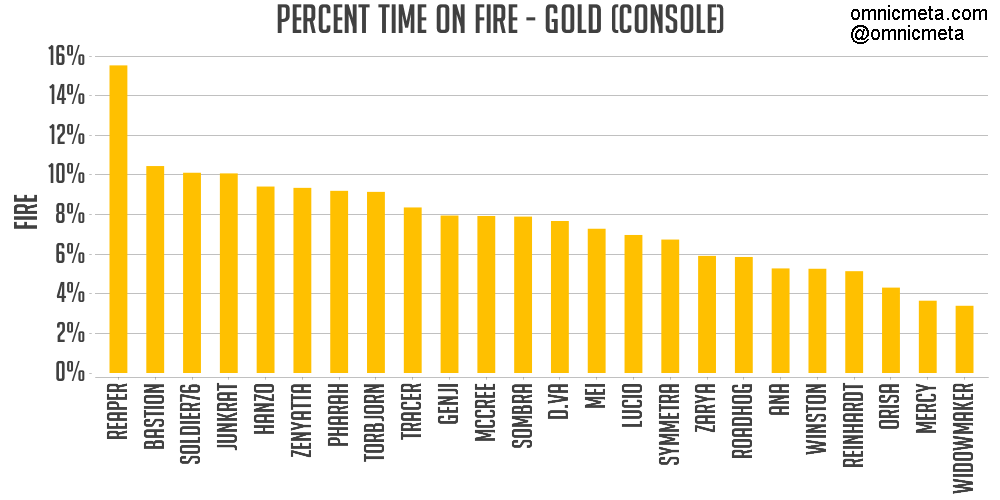 PERCENT TIME ON FIRE - GOLD (CONSOLE)
omnicmeta.com
@omnicmeta
FIRE
16%
14%
12%
10%
8%
6%
4%
2%
0%
REAPER
BASTION
SOLDIER76
JUNKRAT
HANZO
ZENYATTA
PHARAH
TORBJORN
TRACER
GENJI
MCCREE
SOMBRA
D.VA
MEI
LUCIO
SYMMETRA
ZARYA
ROADHOG
ANA
WINSTON
REINHARDT
ORISA
MERCY
WIDOWMAKER